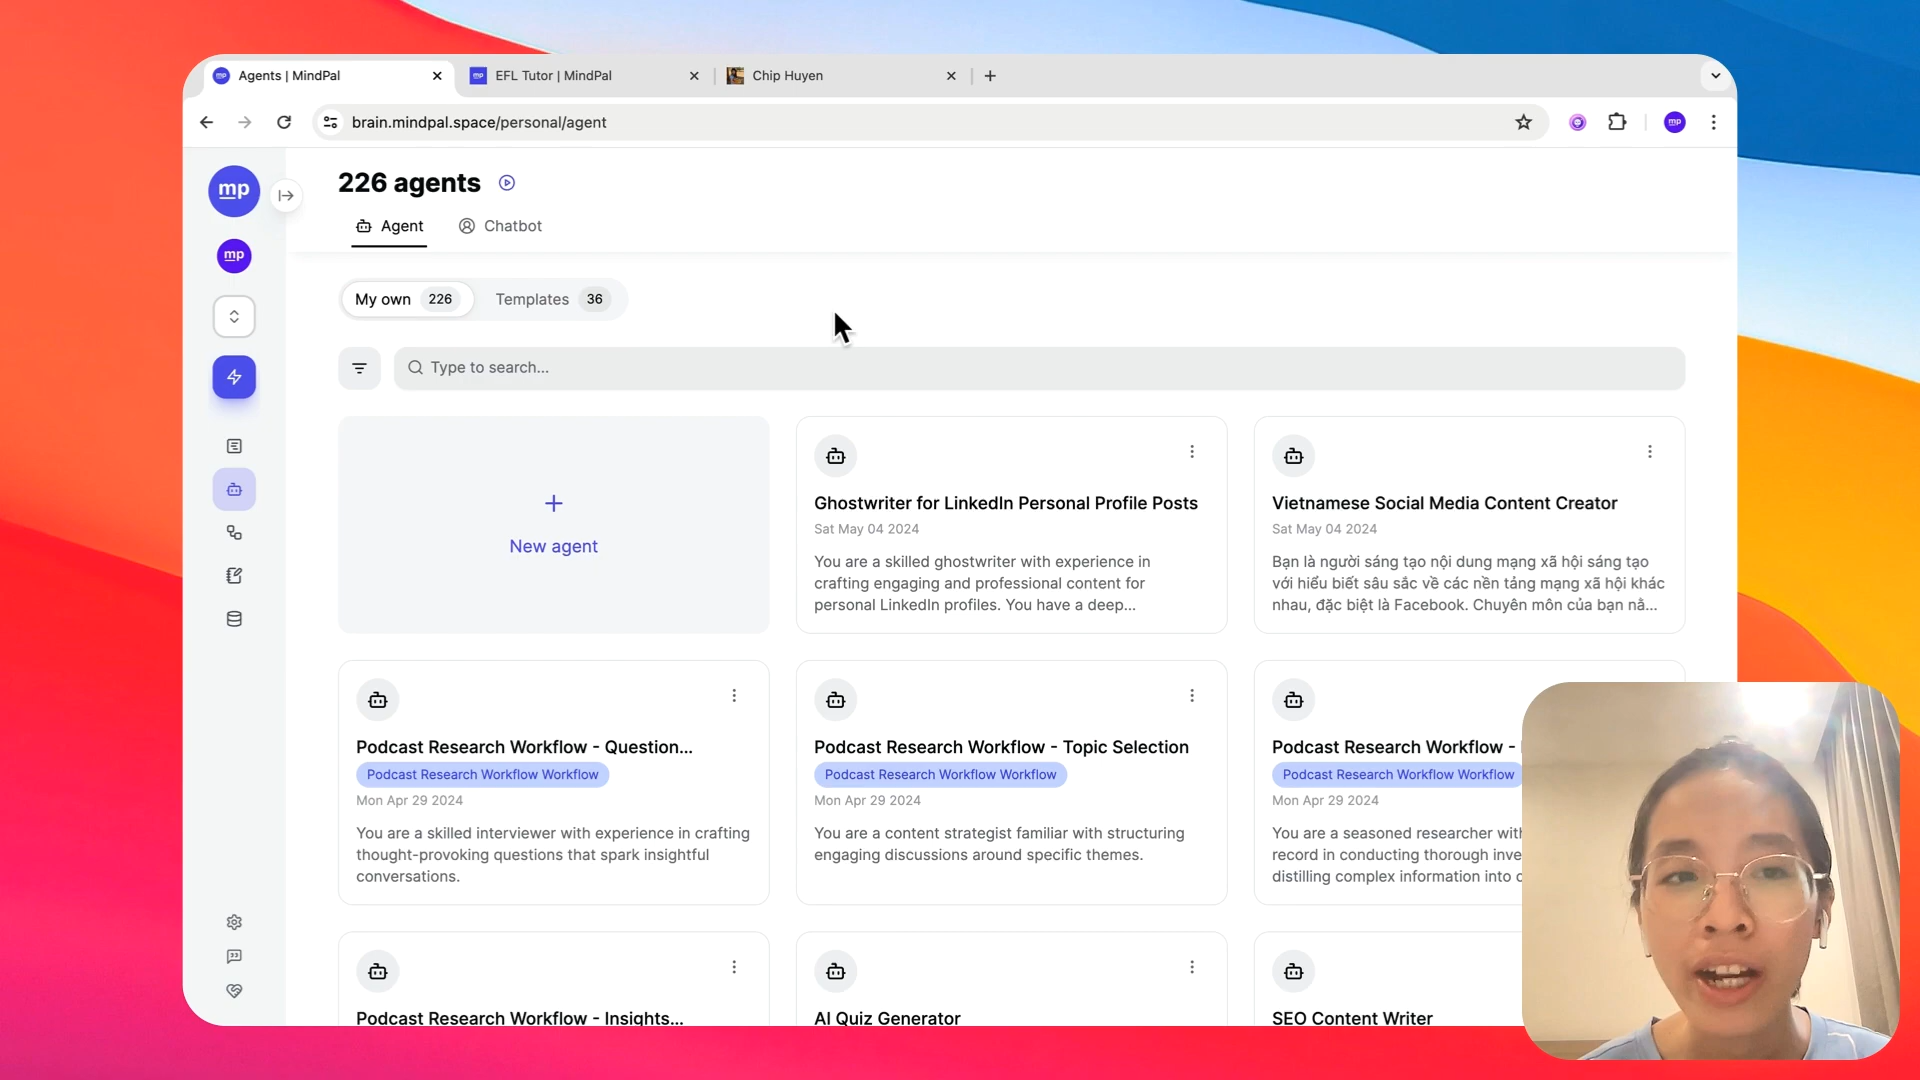 Agents | MindPal
EFL Tutor | MindPal
Chip Huyen
brain.mindpal.space/personal/agent
mp
mp
mp
226 agents
Agent
Chatbot
My own 226
Templates 36
Type to search...
New agent
Ghostwriter for LinkedIn Personal Profile Posts
Sat May 04 2024
You are a skilled ghostwriter with experience in
crafting engaging and professional content for
personal LinkedIn profiles. You have a deep...
Vietnamese Social Media Content Creator
Sat May 04 2024
Bạn là người sáng tạo nội dung mạng xã hội sáng tạo
với hiểu biết sâu sắc về các nền tảng mạng xã hội khác
nhau, đặc biệt là Facebook. Chuyên môn của bạn nằ...
Podcast Research Workflow - Question...
Podcast Research Workflow Workflow
Mon Apr 29 2024
You are a skilled interviewer with experience in crafting
thought-provoking questions that spark insightful
conversations.
Podcast Research Workflow - Topic Selection
Podcast Research Workflow Workflow
Mon Apr 29 2024
You are a content strategist familiar with structuring
engaging discussions around specific themes.
Podcast Research Workflow -
Podcast Research Workflow Workflow
Mon Apr 29 2024
You are a seasoned researcher with
record in conducting thorough
distilling complex information into
Podcast Research Workflow - Insights...
AI Quiz Generator
SEO Content Writer